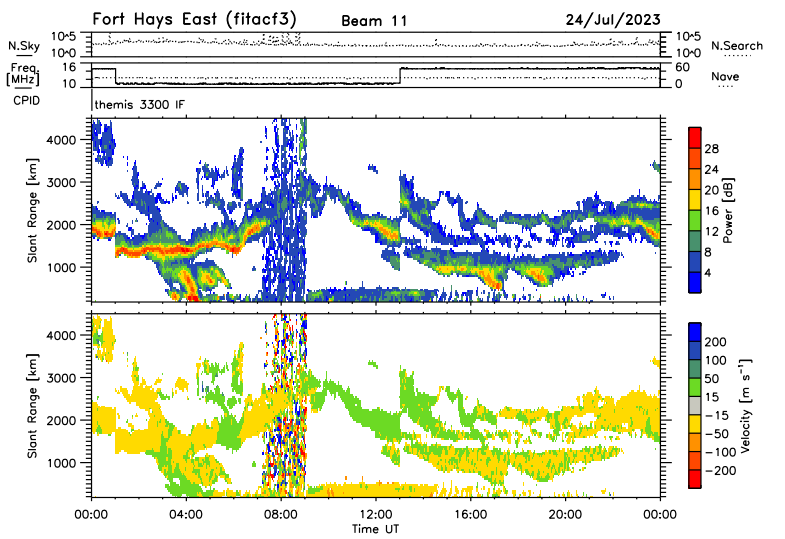 Fort Hays East (fitacf3) Beam 11 24/Jul/2023
N.Sky 10^5 10^0 10^5 10^0 N.Search
Freq. [MHz] 16 10 60 0 Nave
CPID themis 3300 IF
4000
3000
2000
1000
Slant Range [km]
28
24
20
16
12
8
4
Power [dB]
4000
3000
2000
1000
Slant Range [km]
200
100
50
15
−15
−50
−100
−200
Velocity [m s⁻¹]
00:00 04:00 08:00 12:00 16:00 20:00 00:00
Time UT